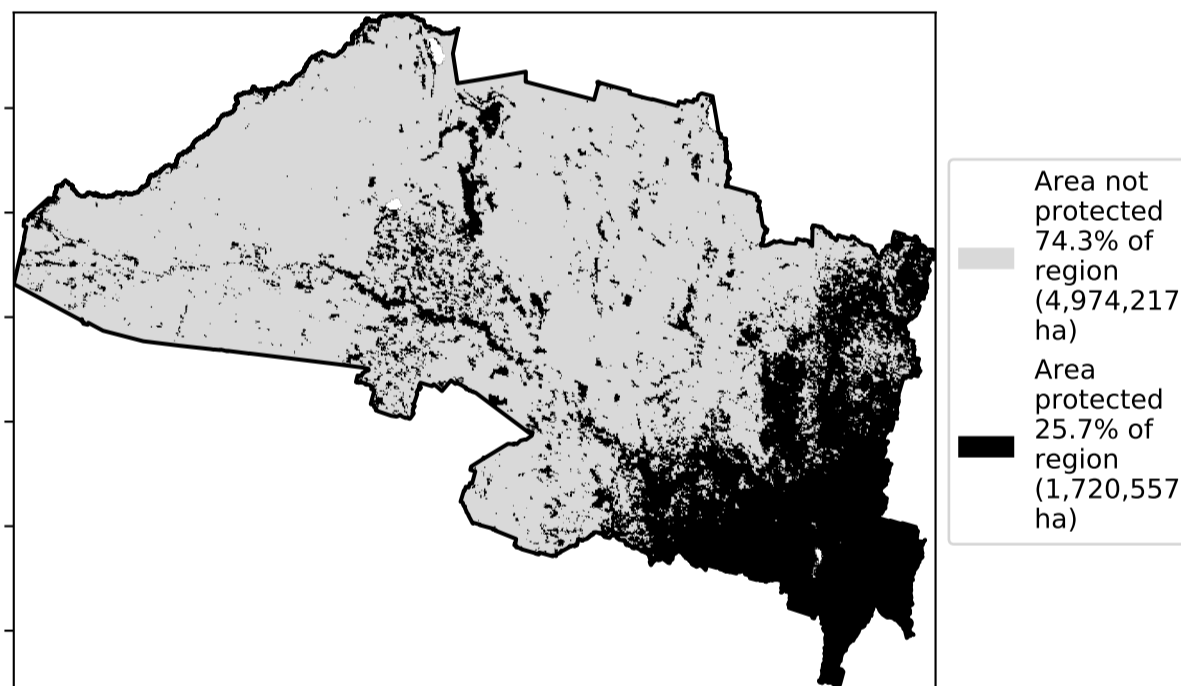 Area not
protected
74.3% of
region
(4,974,217
ha)
Area
protected
25.7% of
region
(1,720,557
ha)